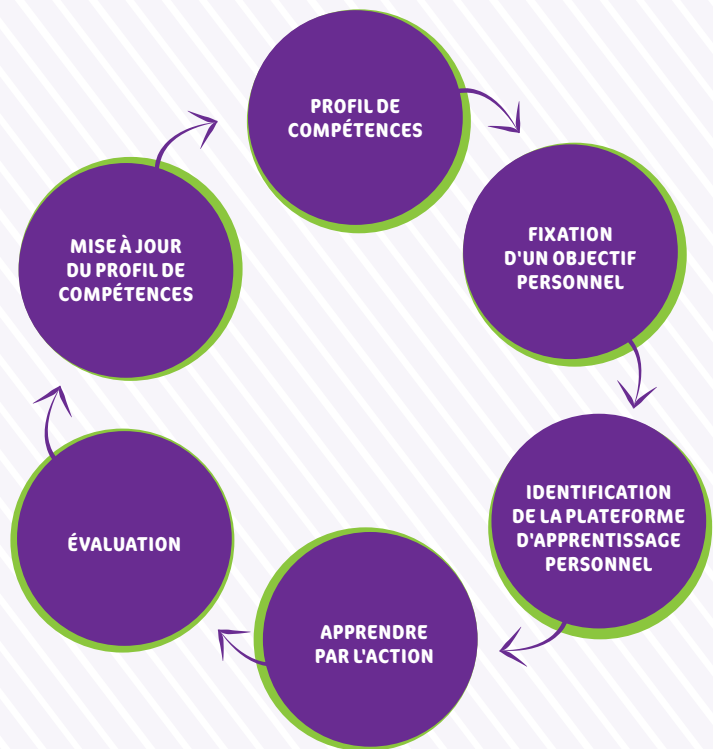 PROFIL DE
COMPÉTENCES
FIXATION
D'UN OBJECTIF
PERSONNEL
IDENTIFICATION
DE LA PLATEFORME
D'APPRENTISSAGE
PERSONNEL
APPRENDRE
PAR L'ACTION
ÉVALUATION
MISE À JOUR
DU PROFIL DE
COMPÉTENCES